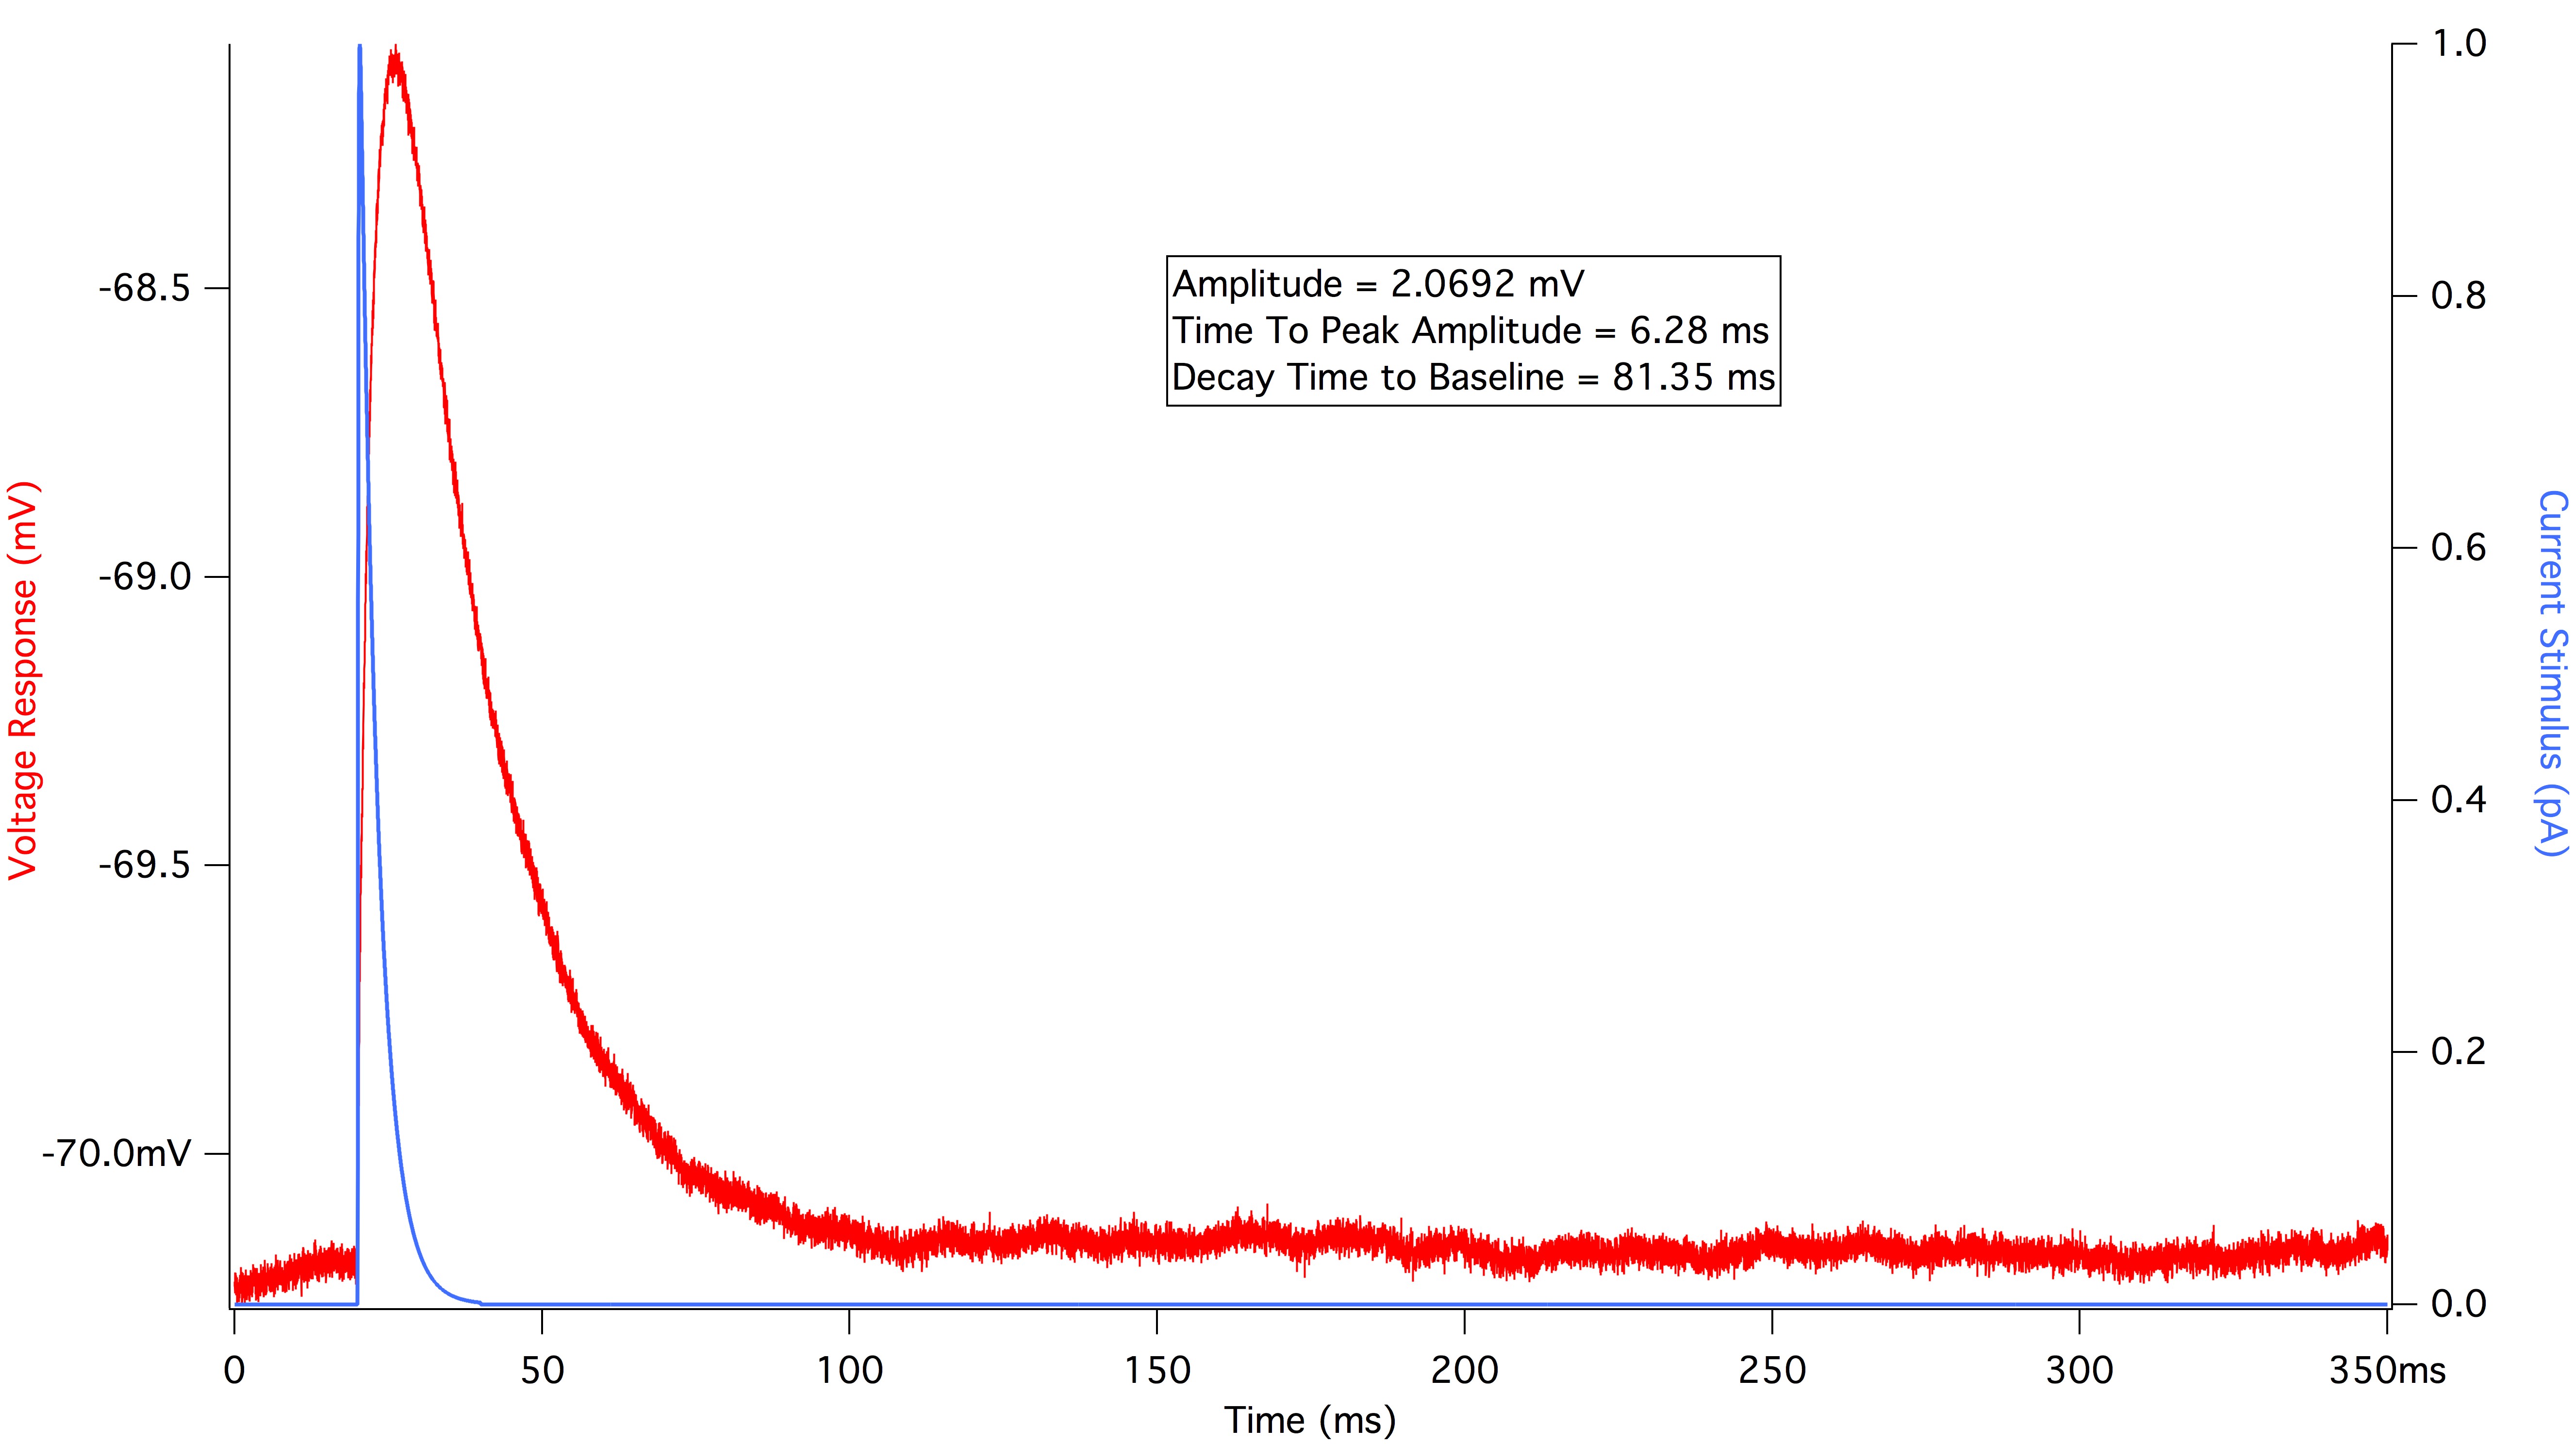 Voltage Response (mV)
-68.5
-69.0
-69.5
-70.0mV
Amplitude = 2.0692 mV
Time To Peak Amplitude = 6.28 ms
Decay Time to Baseline = 81.35 ms
1.0
0.8
0.6
0.4
0.2
0.0
Current Stimulus (pA)
0 50 100 150 200 250 300 350ms
Time (ms)